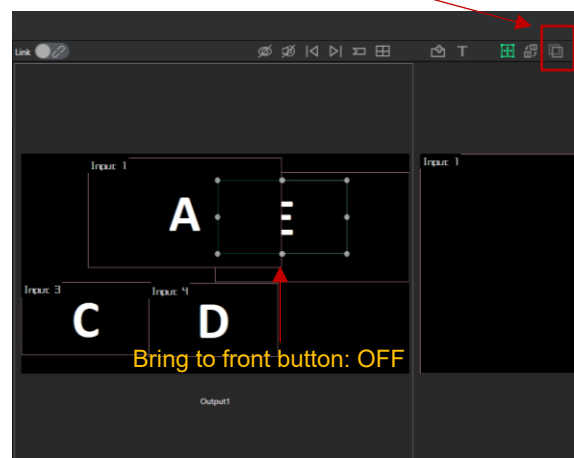 Link
T
Input 1
Input 1
A
E
Input 3
Input 4
C
D
Bring to front button: OFF
Output1